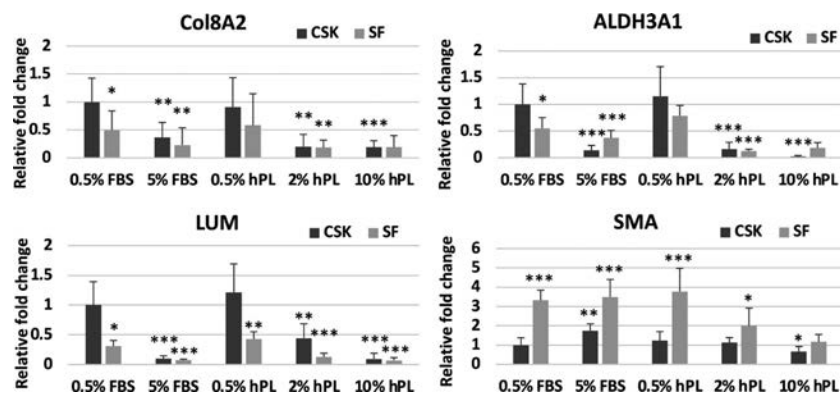 Col8A2
CSK SF
Relative fold change
2
1.5
1
0.5
0
*
** **
** **
***
0.5% FBS 5% FBS 0.5% hPL 2% hPL 10% hPL
ALDH3A1
CSK SF
Relative fold change
2
1.5
1
0.5
0
*
*** ***
*** ***
***
0.5% FBS 5% FBS 0.5% hPL 2% hPL 10% hPL
LUM
CSK SF
Relative fold change
2
1.5
1
0.5
0
*
*** ***
**
** ***
*** ***
0.5% FBS 5% FBS 0.5% hPL 2% hPL 10% hPL
SMA
CSK SF
Relative fold change
6
5
4
3
2
1
0
***
** ***
***
*
*
0.5% FBS 5% FBS 0.5% hPL 2% hPL 10% hPL